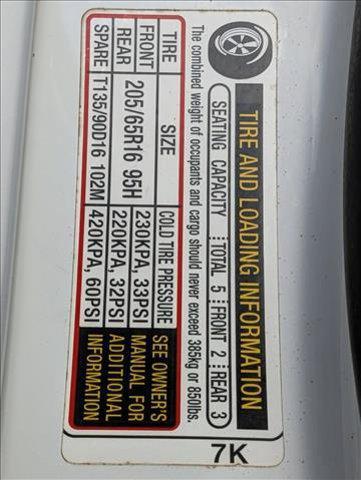 TIRE AND LOADING INFORMATION
SEATING CAPACITY TOTAL 5 FRONT 2 REAR 3
The combined weight of occupants and cargo should never exceed 385kg or 850lbs.
TIRE SIZE COLD TIRE PRESSURE
FRONT 205/65R16 95H 230KPA, 33PSI
REAR 220KPA, 32PSI
SPARE T135/90D16 102M 420KPA, 60PSI
SEE OWNER'S
MANUAL FOR
ADDITIONAL
INFORMATION
7K